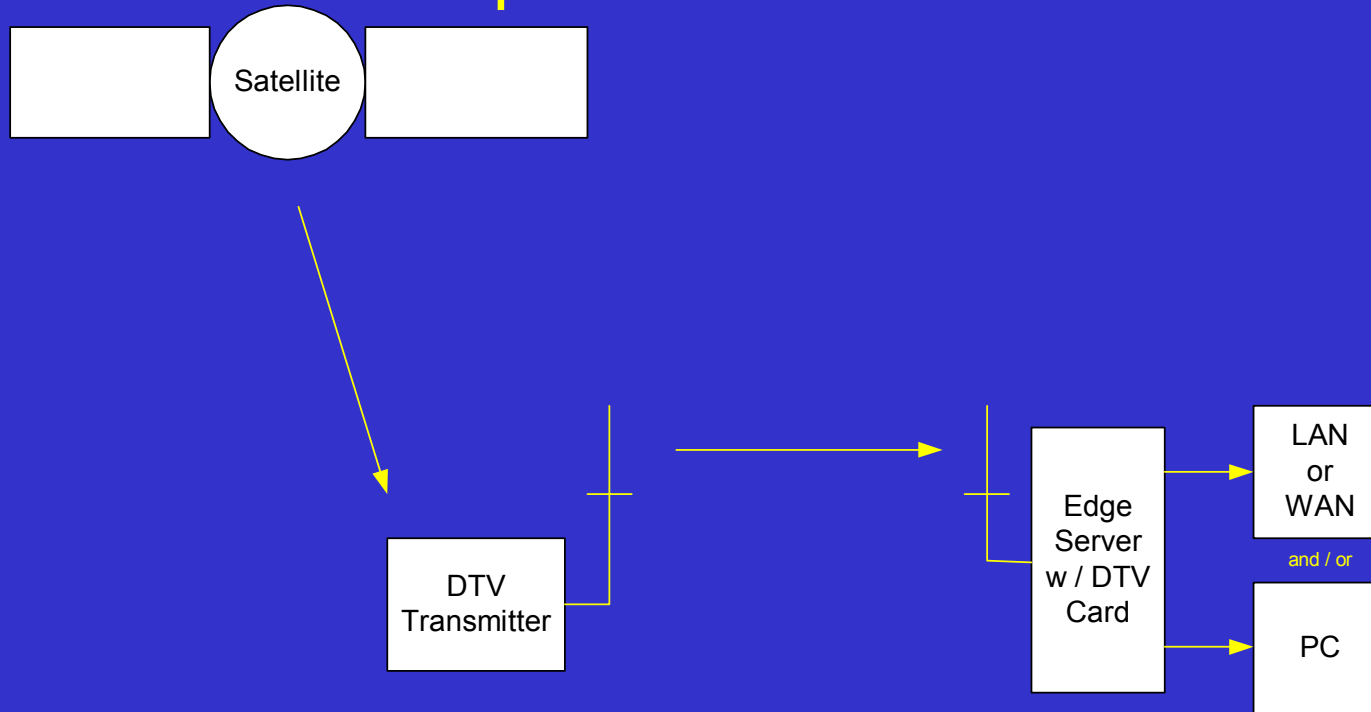 Satellite
DTV
Transmitter
Edge
Server
w / DTV
Card
LAN
or
WAN
and / or
PC